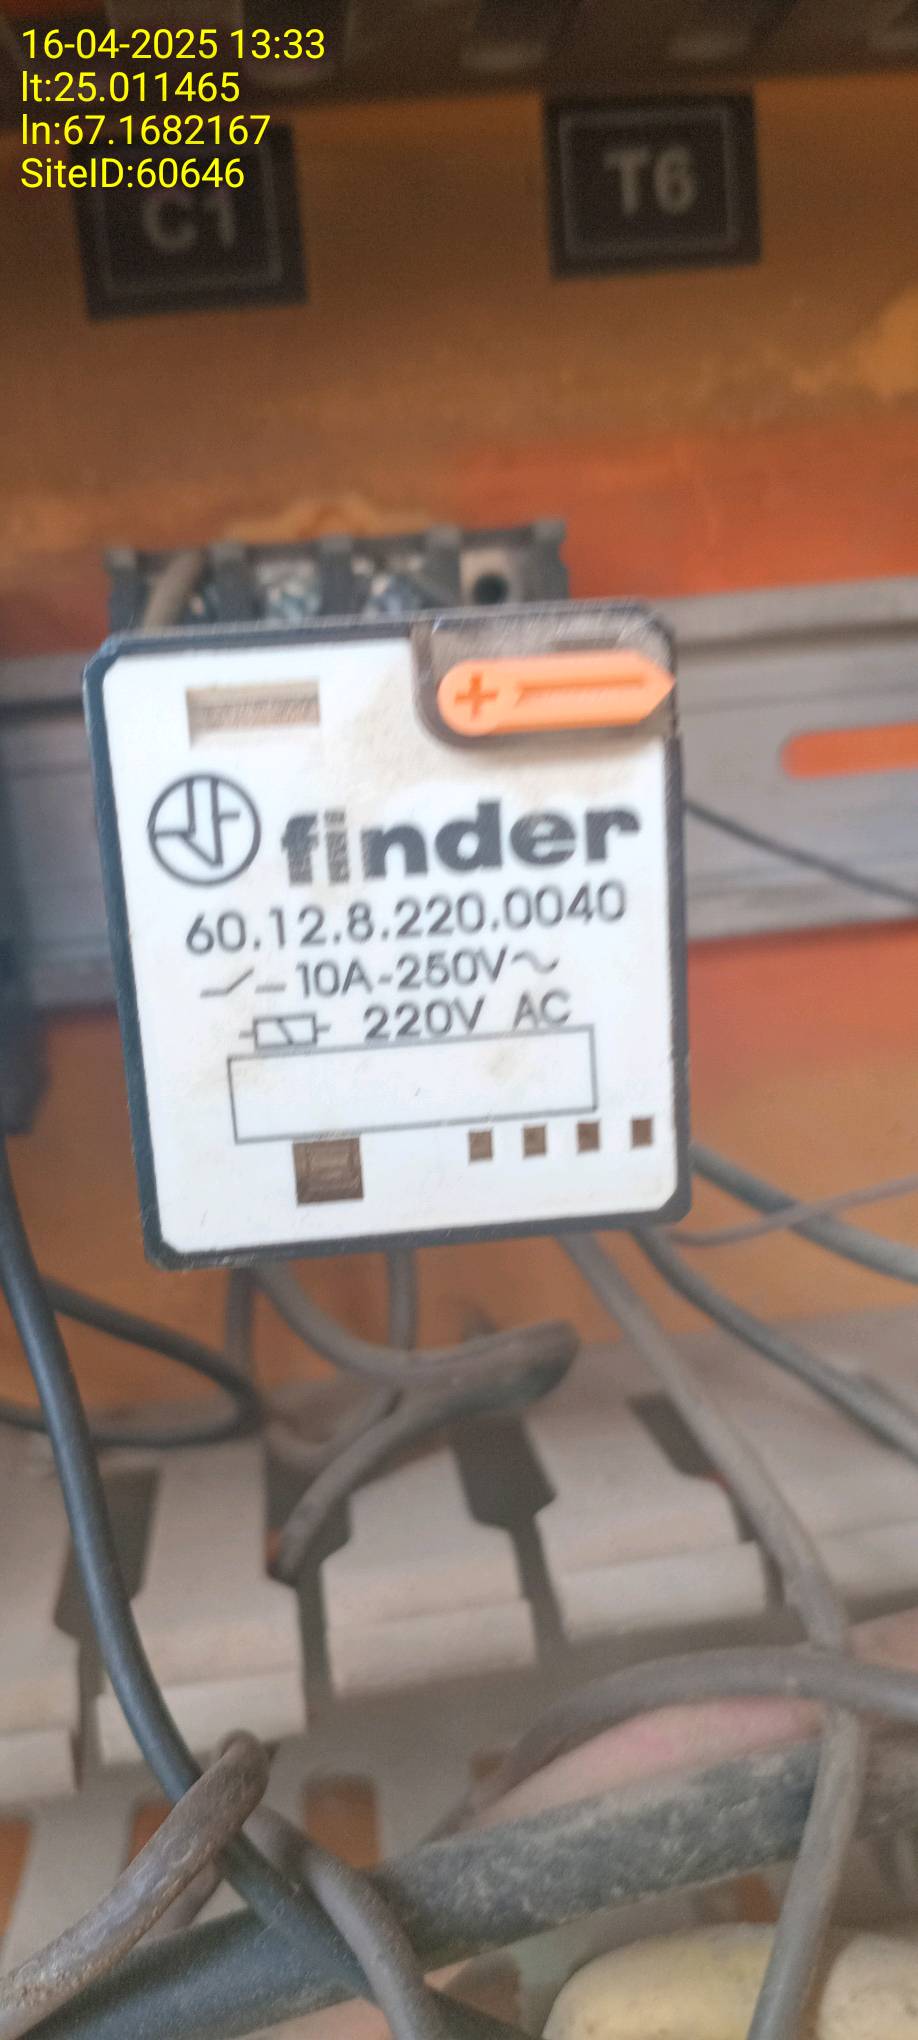 16-04-2025 13:33
lt:25.011465
ln:67.1682167
SiteID:60646
C1
T6
finder
60.12.8.220.0040
10A-250V~
220V AC